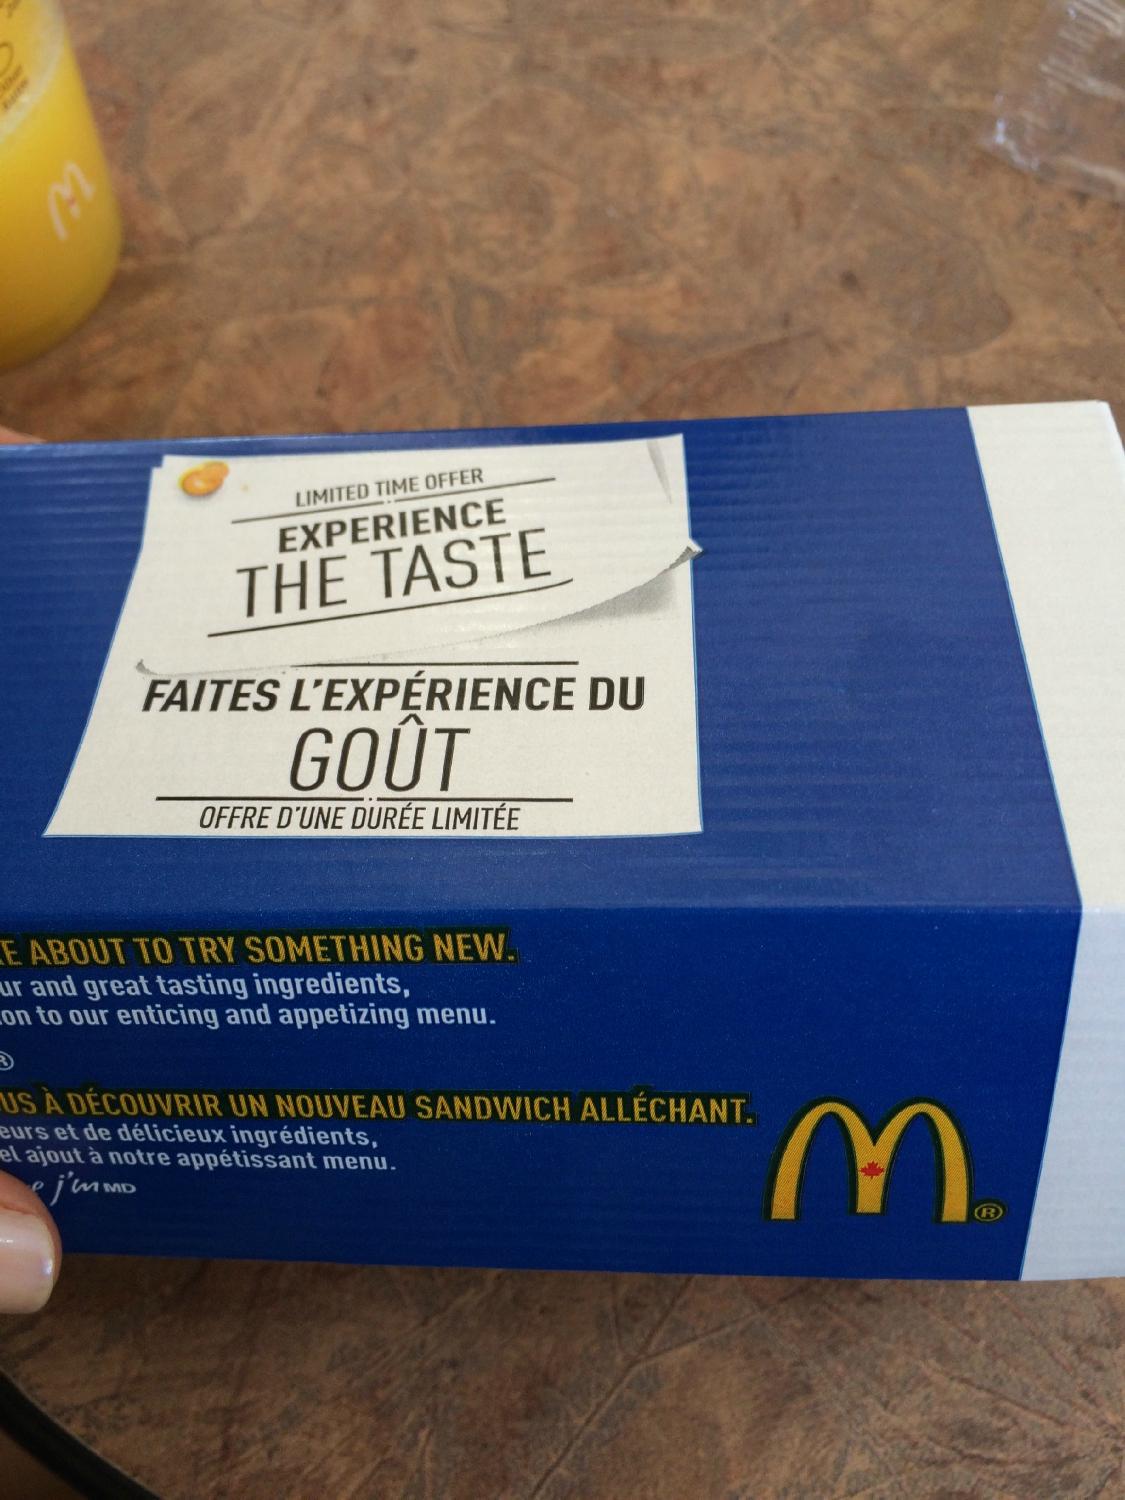 LIMITED TIME OFFER
EXPERIENCE
THE TASTE
FAITES L'EXPÉRIENCE DU
GOÛT
OFFRE D'UNE DURÉE LIMITÉE
ABOUT TO TRY SOMETHING NEW.
and great tasting ingredients,
to our enticing and appetizing menu.
®
À DÉCOUVRIR UN NOUVEAU SANDWICH ALLÉCHANT.
et de délicieux ingrédients,
ajout à notre appétissant menu.
j'm MD
®